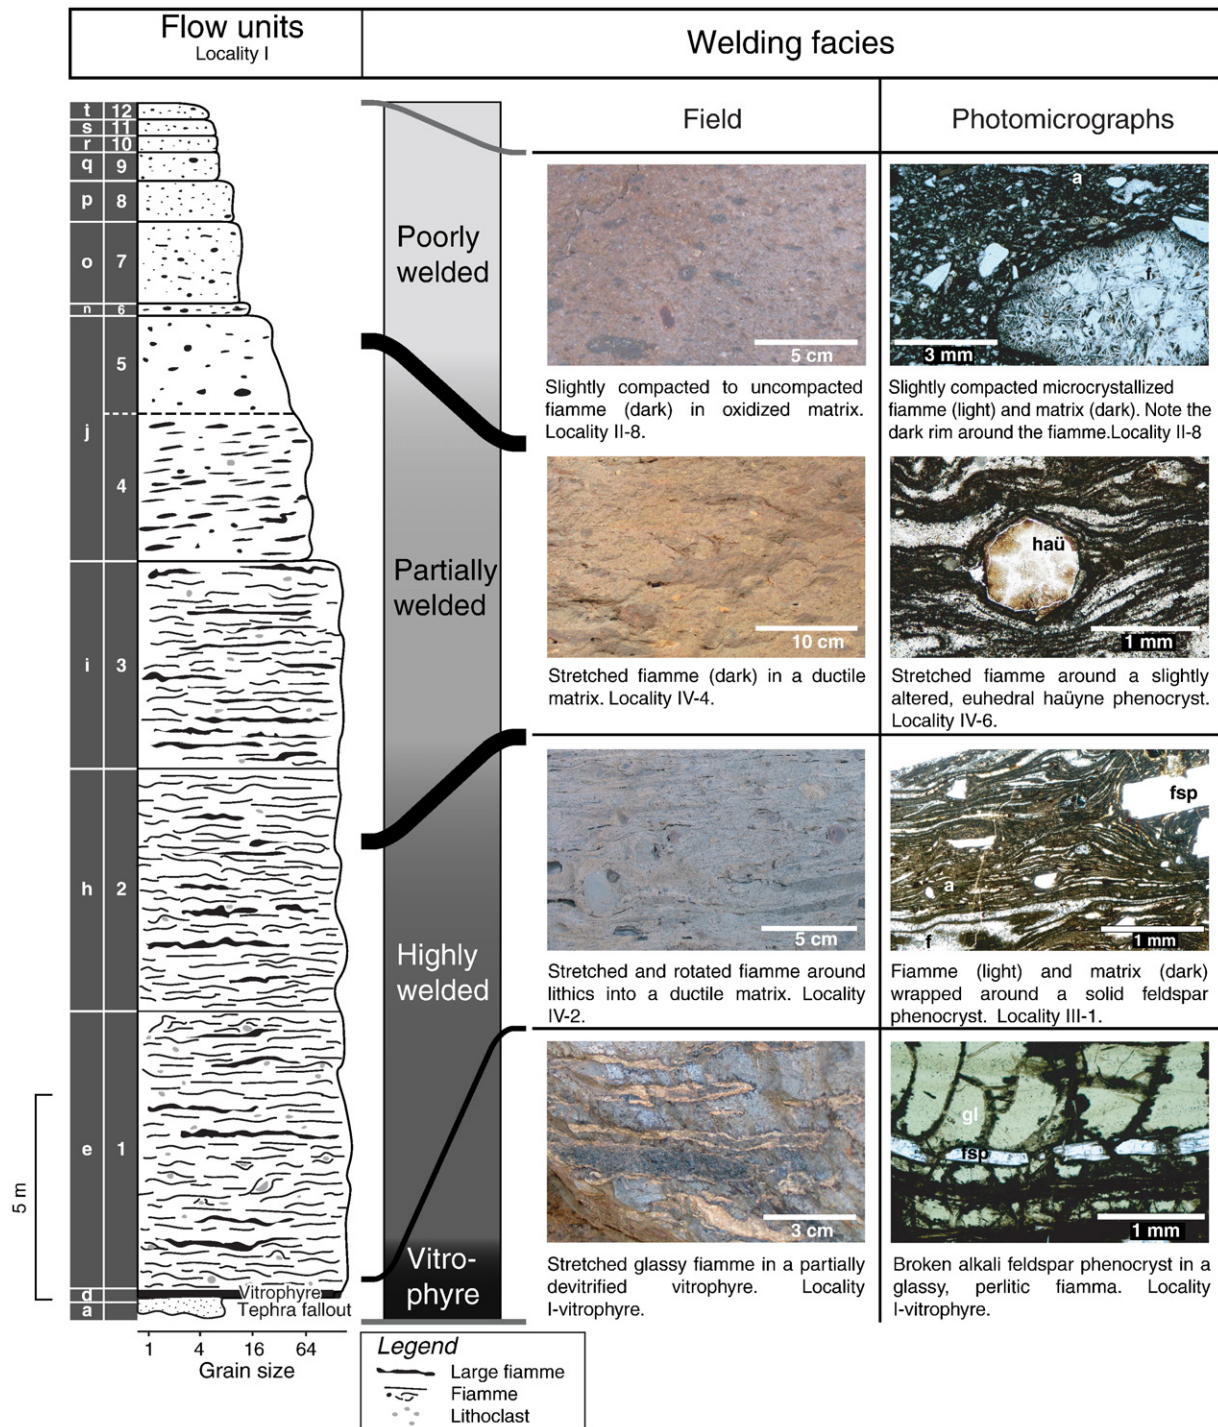 Flow units
Locality I
Welding facies
Field
Photomicrographs
t 12
s 11
r 10
q 9
p 8
o 7
n 6
5
j
4
i 3
h 2
e 1
d
a
5 m
Vitrophyre
Tephra fallout
1 4 16 64
Grain size
Poorly
welded
Partially
welded
Highly
welded
Vitro-
phyre
5 cm
Slightly compacted to uncompacted
fiamme (dark) in oxidized matrix.
Locality II-8.
a
f
3 mm
Slightly compacted microcrystallized
fiamme (light) and matrix (dark). Note the
dark rim around the fiamme.Locality II-8
10 cm
Stretched fiamme (dark) in a ductile
matrix. Locality IV-4.
haü
1 mm
Stretched fiamme around a slightly
altered, euhedral haüyne phenocryst.
Locality IV-6.
5 cm
Stretched and rotated fiamme around
lithics into a ductile matrix. Locality
IV-2.
fsp
a
f
1 mm
Fiamme (light) and matrix (dark)
wrapped around a solid feldspar
phenocryst. Locality III-1.
3 cm
Stretched glassy fiamme in a partially
devitrified vitrophyre. Locality
I-vitrophyre.
gl
fsp
1 mm
Broken alkali feldspar phenocryst in a
glassy, perlitic fiamma. Locality
I-vitrophyre.
Legend
Large fiamme
Fiamme
Lithoclast